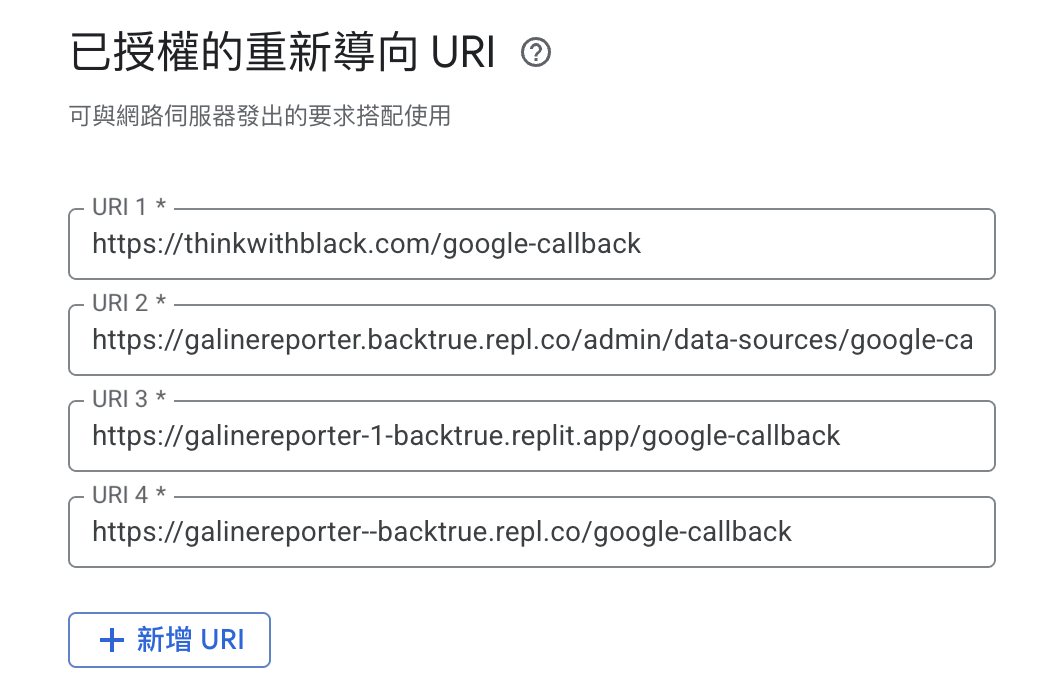 已授權的重新導向 URI
可與網路伺服器發出的要求搭配使用
URI 1 *
https://thinkwithblack.com/google-callback
URI 2 *
https://galinereporter.backtrue.repl.co/admin/data-sources/google-ca
URI 3 *
https://galinereporter-1-backtrue.replit.app/google-callback
URI 4 *
https://galinereporter--backtrue.repl.co/google-callback
+ 新增 URI